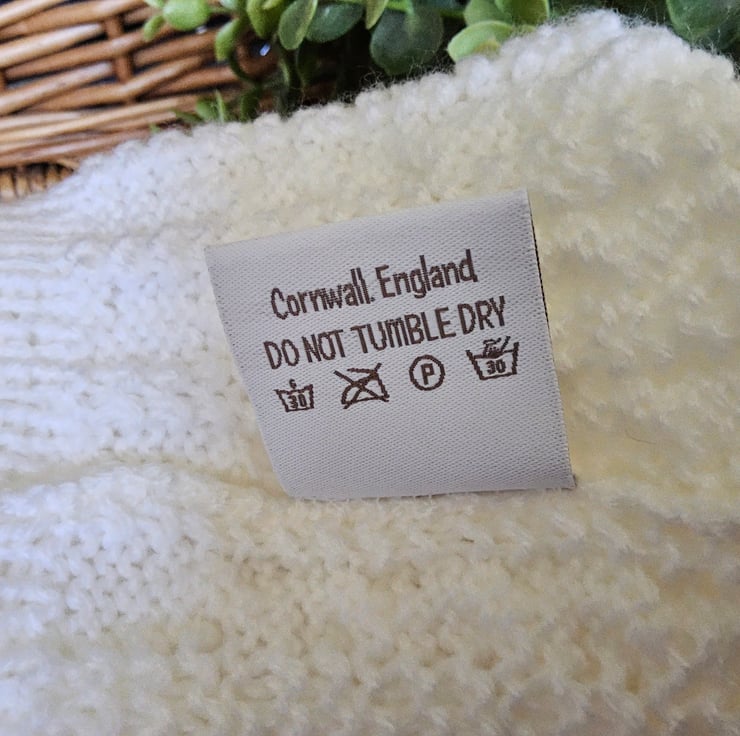 Cornwall. England
DO NOT TUMBLE DRY
30 P 30